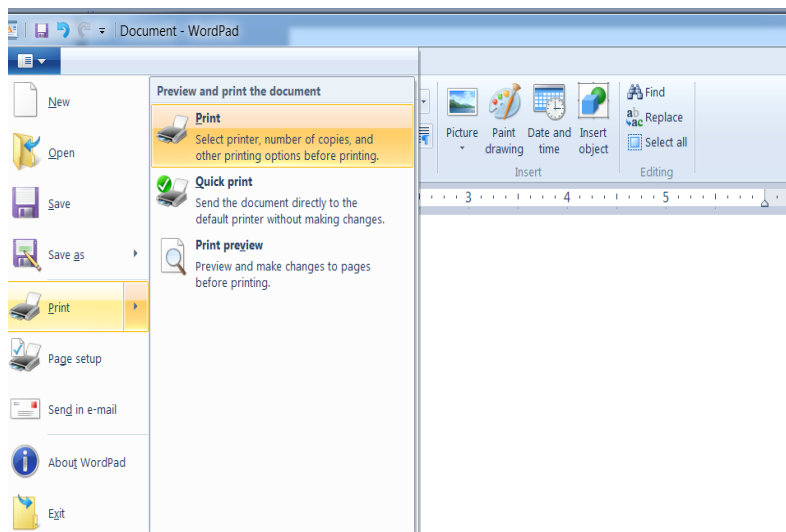 Document - WordPad
New
Open
Save
Save as
Print
Page setup
Send in e-mail
About WordPad
Exit
Preview and print the document
Print
Select printer, number of copies, and
other printing options before printing.
Quick print
Send the document directly to the
default printer without making changes.
Print preview
Preview and make changes to pages
before printing.
Picture
Paint
drawing
Date and
time
Insert
object
Insert
Find
Replace
Select all
Editing
3 4 5